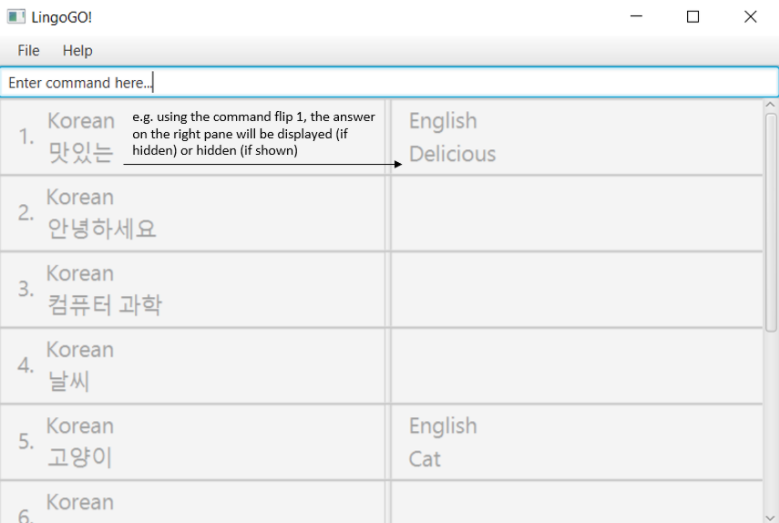 LingoGO!
File Help
Enter command here...
1. Korean
맛있는
e.g. using the command flip 1, the answer
on the right pane will be displayed (if
hidden) or hidden (if shown)
English
Delicious
2. Korean
안녕하세요
3. Korean
컴퓨터 과학
4. Korean
날씨
5. Korean
고양이
English
Cat
6. Korean